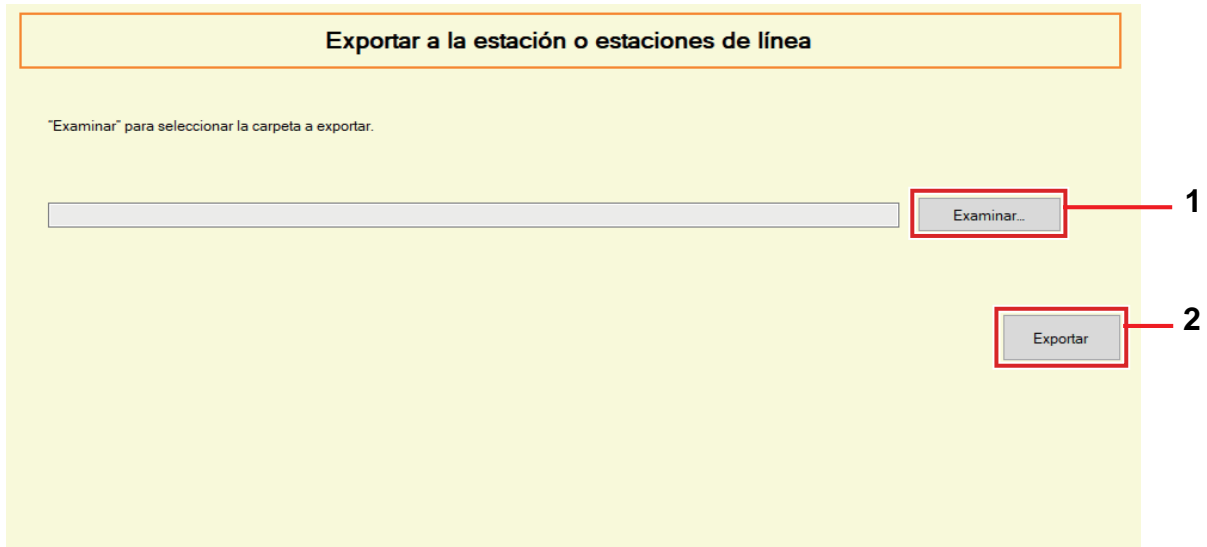 Exportar a la estación o estaciones de línea
"Examinar" para seleccionar la carpeta a exportar.
Examinar... 1
Exportar 2